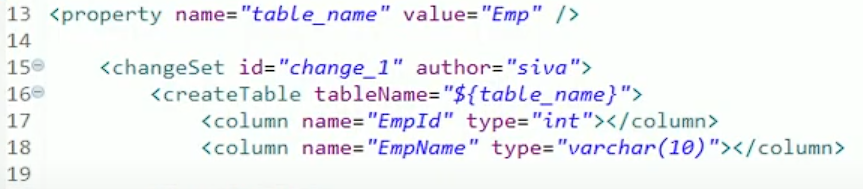 13 <property name="table_name" value="Emp" />
14
15 <changeSet id="change_1" author="siva">
16 <createTable tableName="${table_name}">
17 <column name="EmpId" type="int"></column>
18 <column name="EmpName" type="varchar(10)"></column>
19